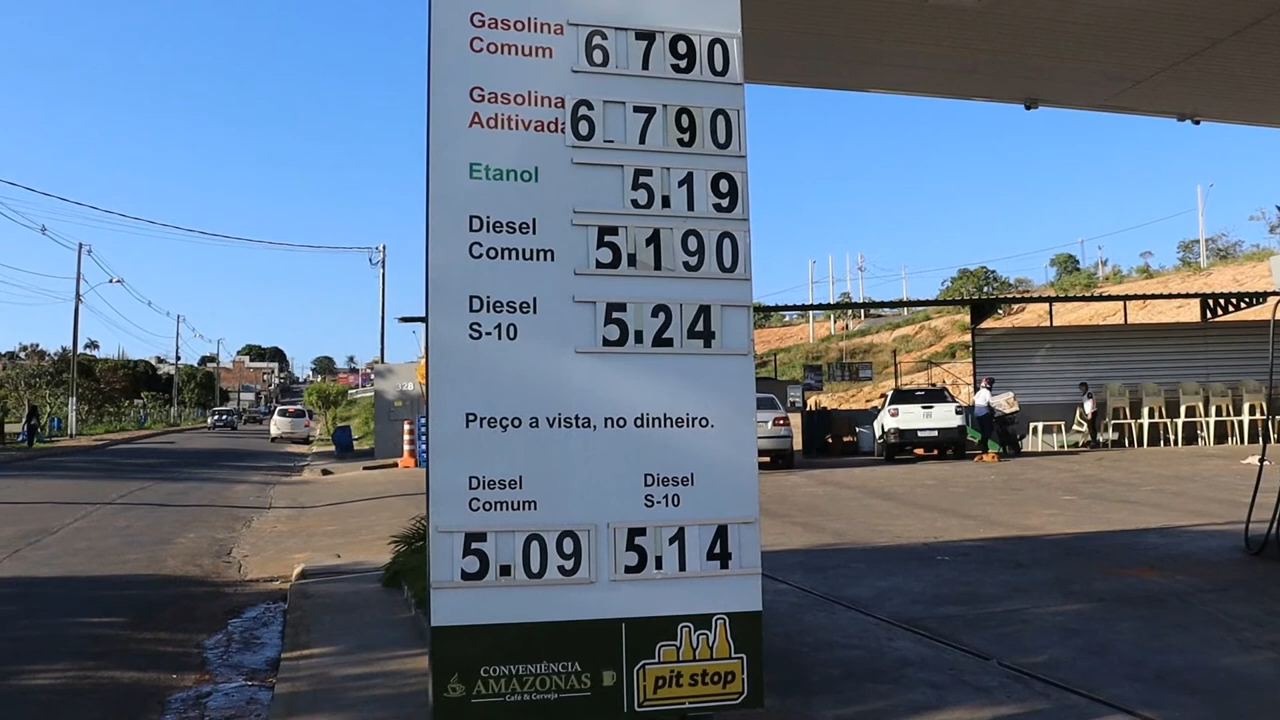 Gasolina
Comum 6 790
Gasolina
Aditivada 6 790
Etanol 5.19
Diesel
Comum 5.190
Diesel
S-10 5.24
Preço a vista, no dinheiro.
Diesel
Comum
Diesel
S-10
5.09
5.14
328
CONVENIÊNCIA
AMAZONAS
Café & Cerveja
pit stop